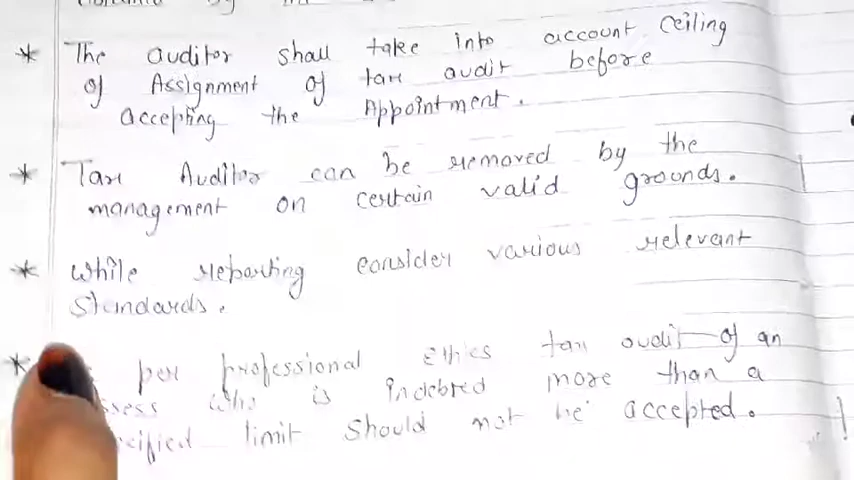 * The auditor shall take into account ceiling
of Assignment of tax audit before
accepting the Appointment.
* Tax Auditor can be removed by the
management on certain valid grounds.
* while reporting consider various relevant
standards.
* per professional ethics tax audit of an
who is indebted more than a
limit should not be accepted.